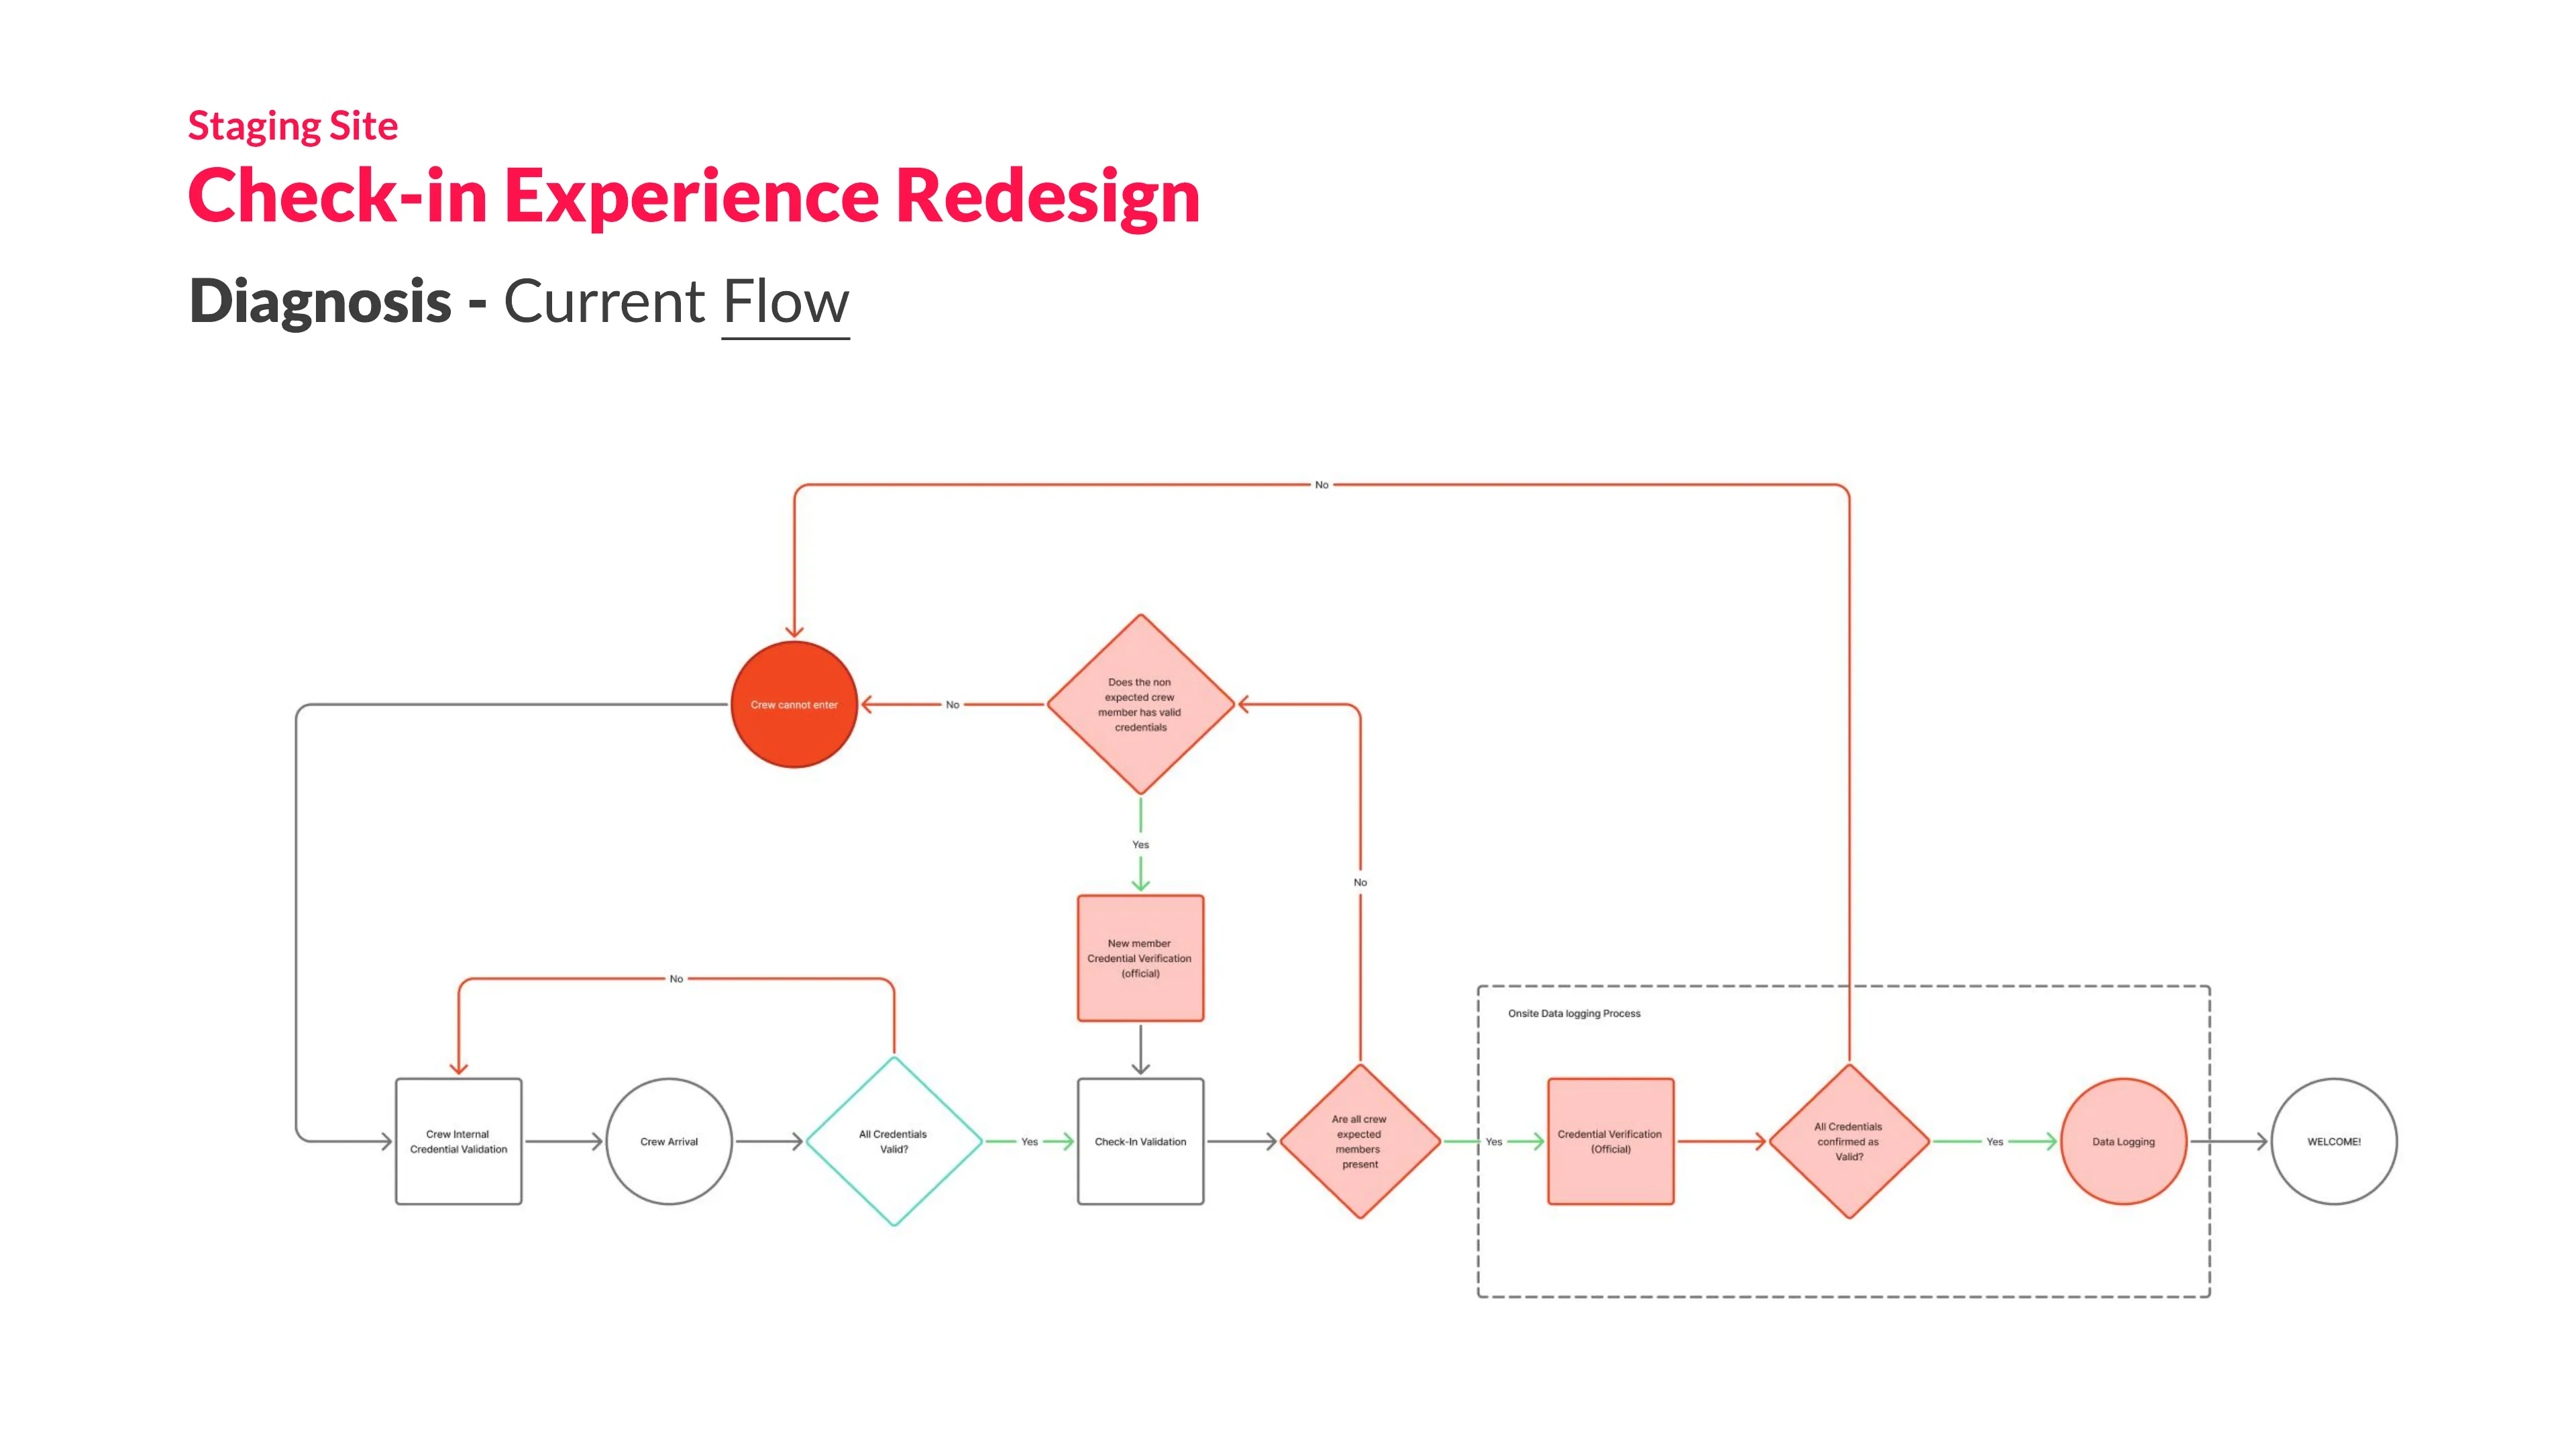 Staging Site
Check-in Experience Redesign
Diagnosis - Current Flow
No
Crew cannot enter
No
Does the non
expected crew
member has valid
credentials
Yes
No
New member
Credential Verification
(official)
No
Onsite Data logging Process
Crew Internal
Credential Validation
Crew Arrival
All Credentials
Valid?
Yes
Check-In Validation
Are all crew
expected
members
present
Yes
Credential Verification
(Official)
All Credentials
confirmed as
Valid?
Yes
Data Logging
WELCOME!